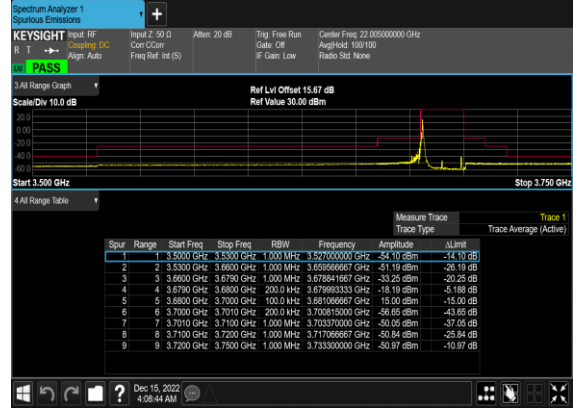 Spectrum Analyzer 1
Spurious Emissions
+
KEYSIGHT Input: RF Input Z: 50 Ω Atten: 20 dB Trig: Free Run Center Freq: 22.005000000 GHz
R T Coupling: DC Corr CCorr Gate: Off Avg|Hold: 100/100
Align: Auto Freq Ref: Int (S) IF Gain: Low Radio Std: None
PASS
3 All Range Graph
Ref Lvl Offset 15.67 dB
Scale/Div 10.0 dB Ref Value 30.00 dBm
20.0
0.00
-20.0
-40.0
-60.0
Start 3.500 GHz Stop 3.750 GHz
4 All Range Table
Measure Trace Trace 1
Trace Type Trace Average (Active)
Spur Range Start Freq Stop Freq RBW Frequency Amplitude ΔLimit
1 1 3.5000 GHz 3.5300 GHz 1.000 MHz 3.527000000 GHz -54.10 dBm -14.10 dB
2 2 3.5300 GHz 3.6600 GHz 1.000 MHz 3.659566667 GHz -51.19 dBm -26.19 dB
3 3 3.6600 GHz 3.6790 GHz 1.000 MHz 3.678841667 GHz -33.25 dBm -20.25 dB
4 4 3.6790 GHz 3.6800 GHz 200.0 kHz 3.679993333 GHz -18.19 dBm -5.188 dB
5 5 3.6800 GHz 3.7000 GHz 100.0 kHz 3.681066667 GHz 15.00 dBm -15.00 dB
6 6 3.7000 GHz 3.7010 GHz 200.0 kHz 3.700815000 GHz -56.65 dBm -43.65 dB
7 7 3.7010 GHz 3.7100 GHz 1.000 MHz 3.703370000 GHz -50.05 dBm -37.05 dB
8 8 3.7100 GHz 3.7200 GHz 1.000 MHz 3.717066667 GHz -50.84 dBm -25.84 dB
9 9 3.7200 GHz 3.7500 GHz 1.000 MHz 3.733300000 GHz -50.97 dBm -10.97 dB
?
Dec 15, 2022
4:08:44 AM